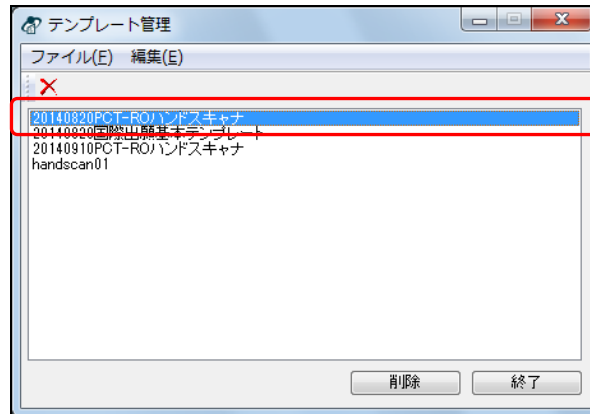 テンプレート管理
ファイル(F) 編集(E)
20140820PCT-ROハンドスキャナ
20140820国際出願基本テンプレート
20140910PCT-ROハンドスキャナ
handscan01
削除 終了